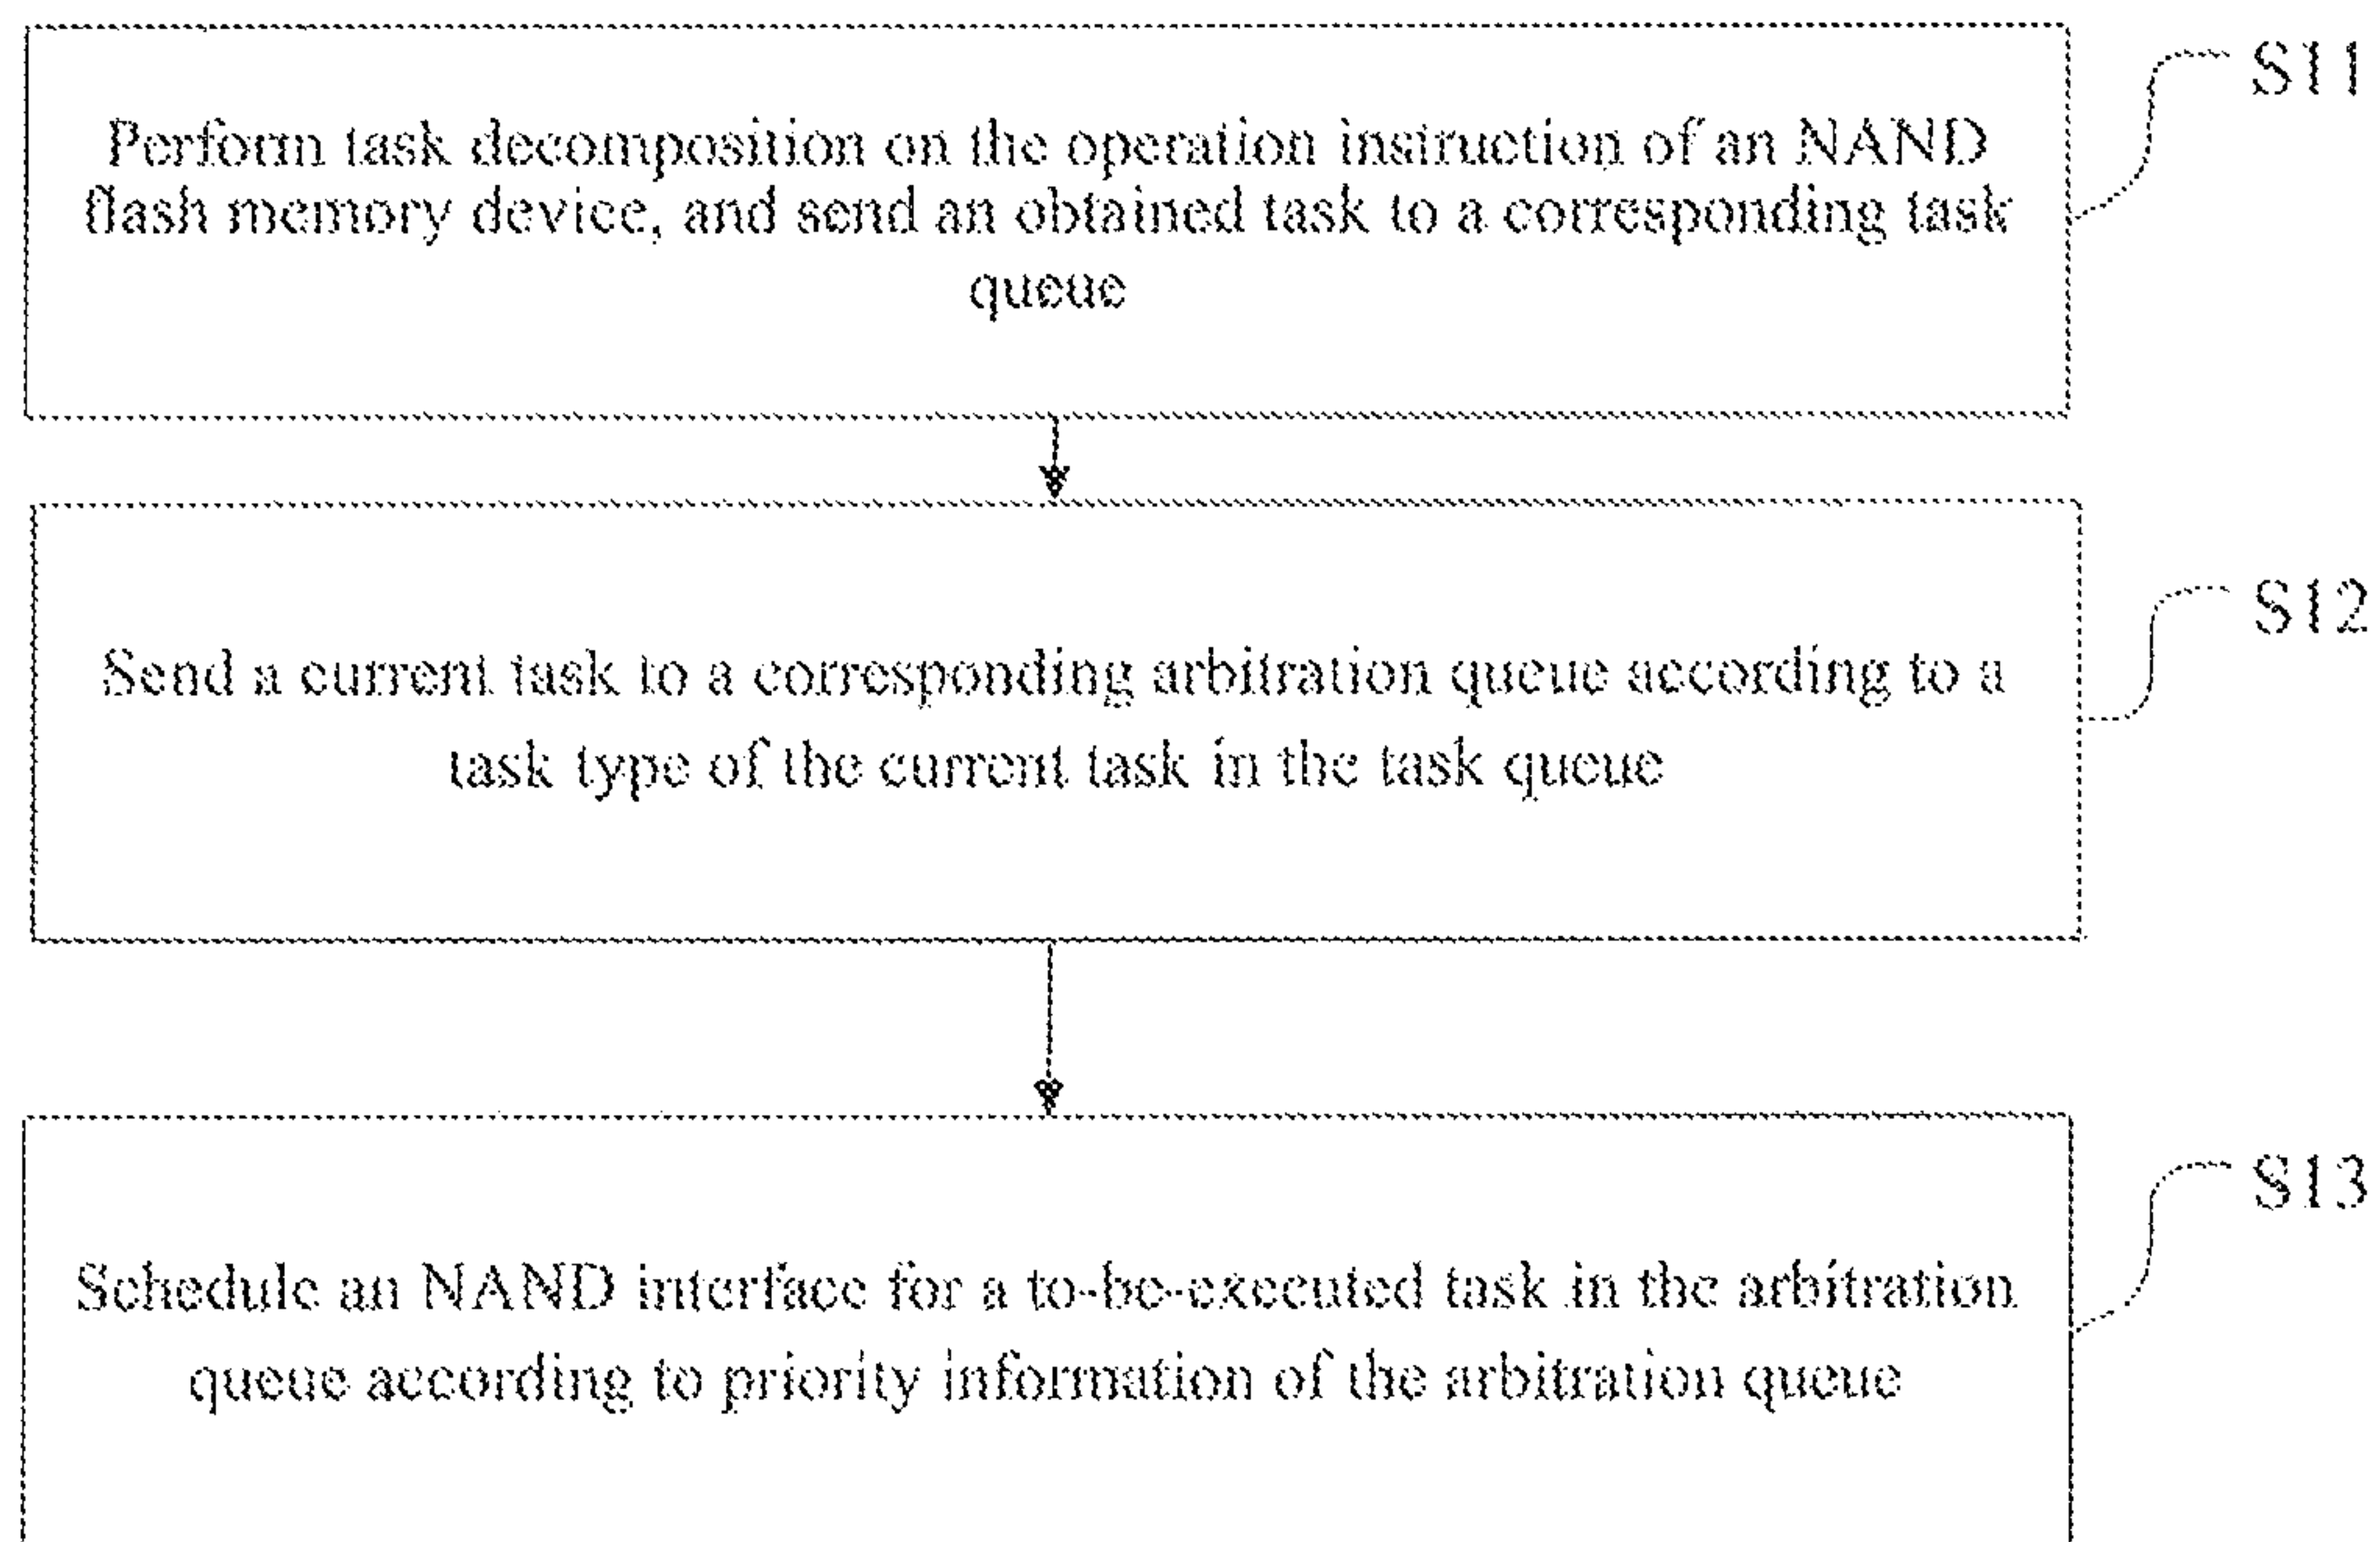 S11
Perform task decomposition on the operation instruction of an NAND
flash memory device, and send an obtained task to a corresponding task
queue
S12
Send a current task to a corresponding arbitration queue according to a
task type of the current task in the task queue
S13
Schedule an NAND interface for a to-be-executed task in the arbitration
queue according to priority information of the arbitration queue